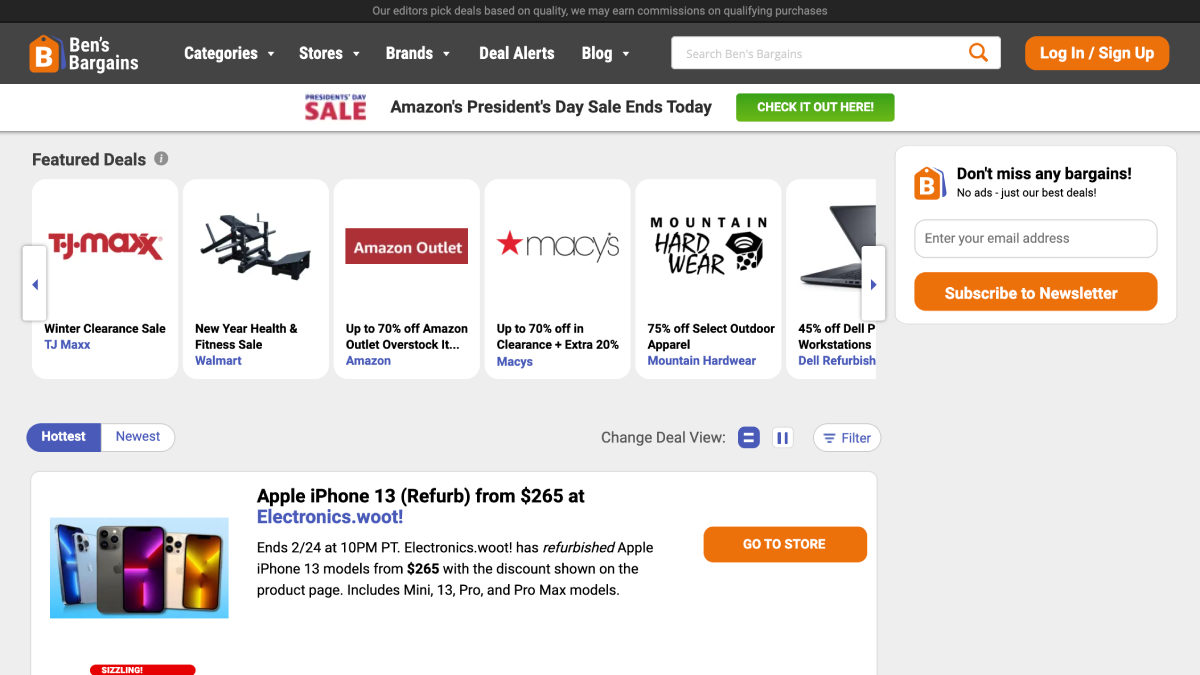 Our editors pick deals based on quality, we may earn commissions on qualifying purchases
Ben's
Bargains
B
Categories
Stores
Brands
Deal Alerts
Blog
Search Ben's Bargains
Log In / Sign Up
PRESIDENTS' DAY
SALE
Amazon's President's Day Sale Ends Today
CHECK IT OUT HERE!
Featured Deals
i
T·J·maxx
Winter Clearance Sale
TJ Maxx
New Year Health &
Fitness Sale
Walmart
Amazon Outlet
Up to 70% off Amazon
Outlet Overstock It...
Amazon
macy's
Up to 70% off in
Clearance + Extra 20%
Macys
MOUNTAIN
HARD
WEAR
75% off Select Outdoor
Apparel
Mountain Hardwear
45% off Dell P
Workstations
Dell Refurbish
B
Don't miss any bargains!
No ads - just our best deals!
Enter your email address
Subscribe to Newsletter
Hottest
Newest
Change Deal View:
Filter
Apple iPhone 13 (Refurb) from $265 at
Electronics.woot!
Ends 2/24 at 10PM PT. Electronics.woot! has refurbished Apple
iPhone 13 models from $265 with the discount shown on the
product page. Includes Mini, 13, Pro, and Pro Max models.
GO TO STORE
SIZZLING!